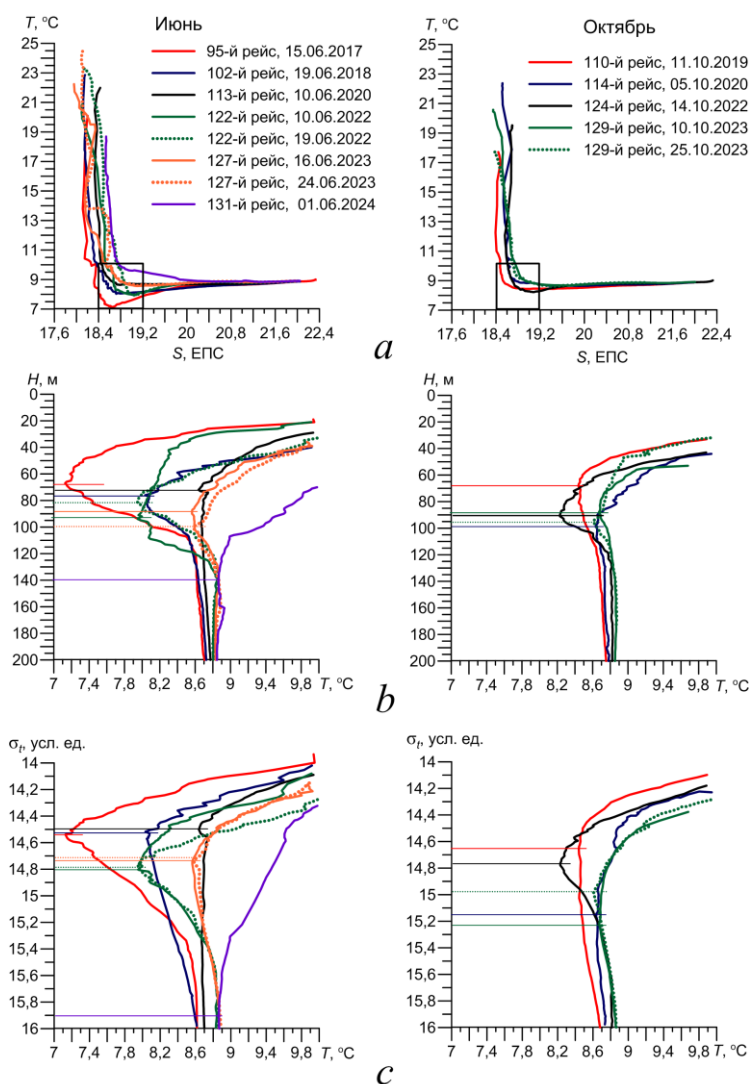 T, °C
Июнь
25
23
21
19
17
15
13
11
9
7
95-й рейс, 15.06.2017
102-й рейс, 19.06.2018
113-й рейс, 10.06.2020
122-й рейс, 10.06.2022
122-й рейс, 19.06.2022
127-й рейс, 16.06.2023
127-й рейс, 24.06.2023
131-й рейс, 01.06.2024
17,6 18,4 19,2 20 20,8 21,6 22,4
S, ЕПС
T, °C
Октябрь
25
23
21
19
17
15
13
11
9
7
110-й рейс, 11.10.2019
114-й рейс, 05.10.2020
124-й рейс, 14.10.2022
129-й рейс, 10.10.2023
129-й рейс, 25.10.2023
17,6 18,4 19,2 20 20,8 21,6 22,4
S, ЕПС
a
H, м
0
20
40
60
80
100
120
140
160
180
200
7 7,4 7,8 8,2 8,6 9 9,4 9,8 T, °C
H, м
0
20
40
60
80
100
120
140
160
180
200
7 7,4 7,8 8,2 8,6 9 9,4 9,8 T, °C
b
σt, усл. ед.
14
14,2
14,4
14,6
14,8
15
15,2
15,4
15,6
15,8
16
7 7,4 7,8 8,2 8,6 9 9,4 9,8 T, °C
σt, усл. ед.
14
14,2
14,4
14,6
14,8
15
15,2
15,4
15,6
15,8
16
7 7,4 7,8 8,2 8,6 9 9,4 9,8 T, °C
c